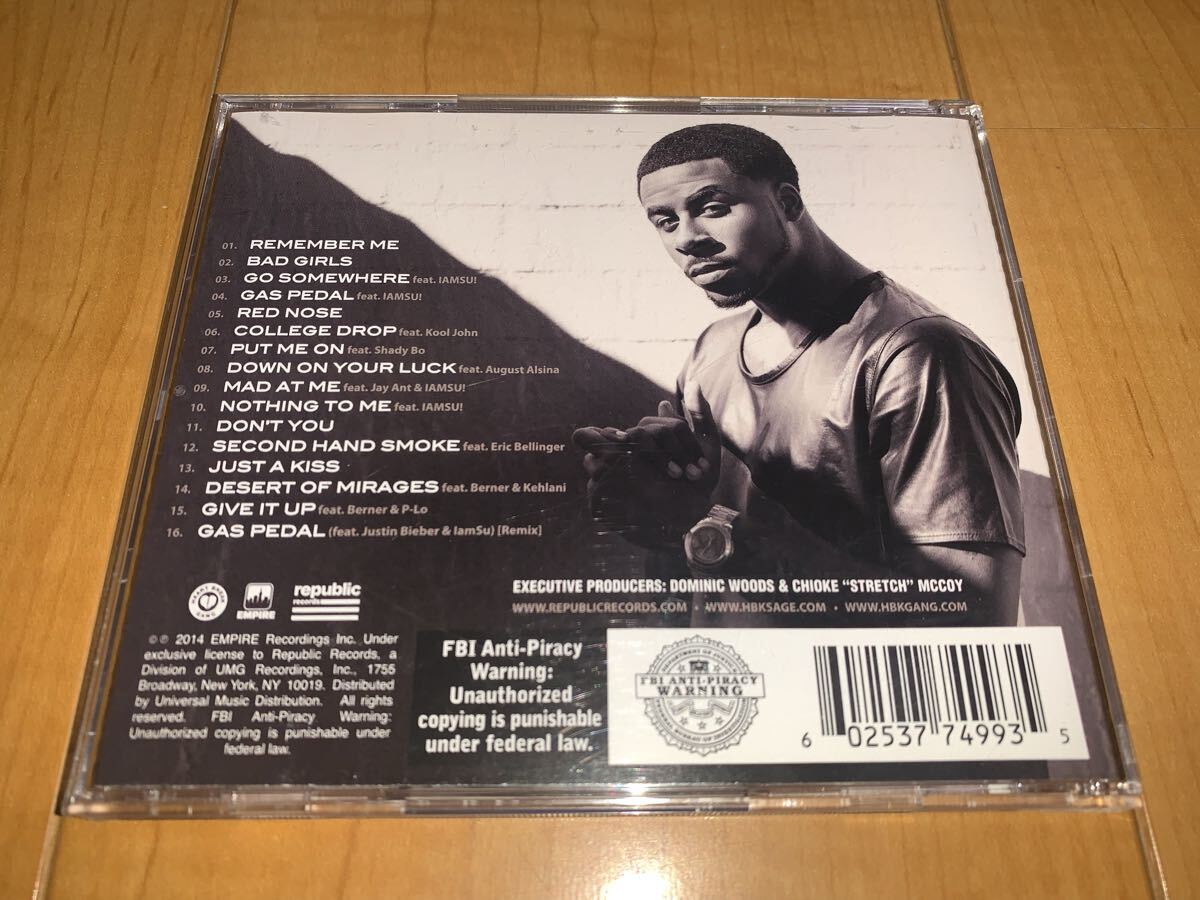 01. REMEMBER ME
02. BAD GIRLS
03. GO SOMEWHERE feat. IAMSU!
04. GAS PEDAL feat. IAMSU!
05. RED NOSE
06. COLLEGE DROP feat. Kool John
07. PUT ME ON feat. Shady Bo
08. DOWN ON YOUR LUCK feat. August Alsina
09. MAD AT ME feat. Jay Ant & IAMSU!
10. NOTHING TO ME feat. IAMSU!
11. DON'T YOU
12. SECOND HAND SMOKE feat. Eric Bellinger
13. JUST A KISS
14. DESERT OF MIRAGES feat. Berner & Kehlani
15. GIVE IT UP feat. Berner & P-Lo
16. GAS PEDAL (feat. Justin Bieber & IamSu) [Remix]
EXECUTIVE PRODUCERS: DOMINIC WOODS & CHIOKE "STRETCH" MCCOY
WWW.REPUBLICRECORDS.COM • WWW.HBKSAGE.COM • WWW.HBKGANG.COM
EMPIRE
republic
records
©℗ 2014 EMPIRE Recordings Inc. Under
exclusive license to Republic Records, a
Division of UMG Recordings, Inc., 1755
Broadway, New York, NY 10019. Distributed
by Universal Music Distribution. All rights
reserved. FBI Anti-Piracy Warning:
Unauthorized copying is punishable under
federal law.
FBI Anti-Piracy
Warning:
Unauthorized
copying is punishable
under federal law.
FBI ANTI-PIRACY
WARNING
6 02537 74993 5